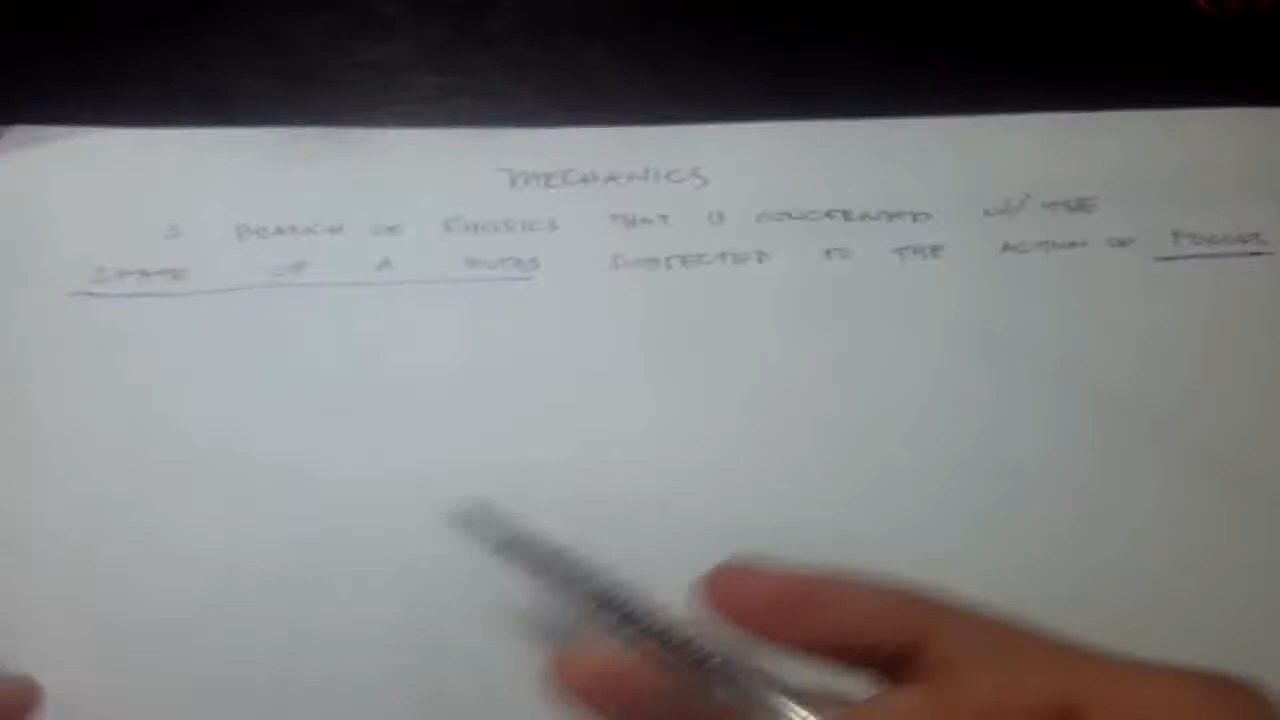 MECHANICS
A BRANCH OF PHYSICS THAT IS CONCERNED W/ THE
STATE OF A BODY SUBJECTED TO THE ACTION OF FORCES